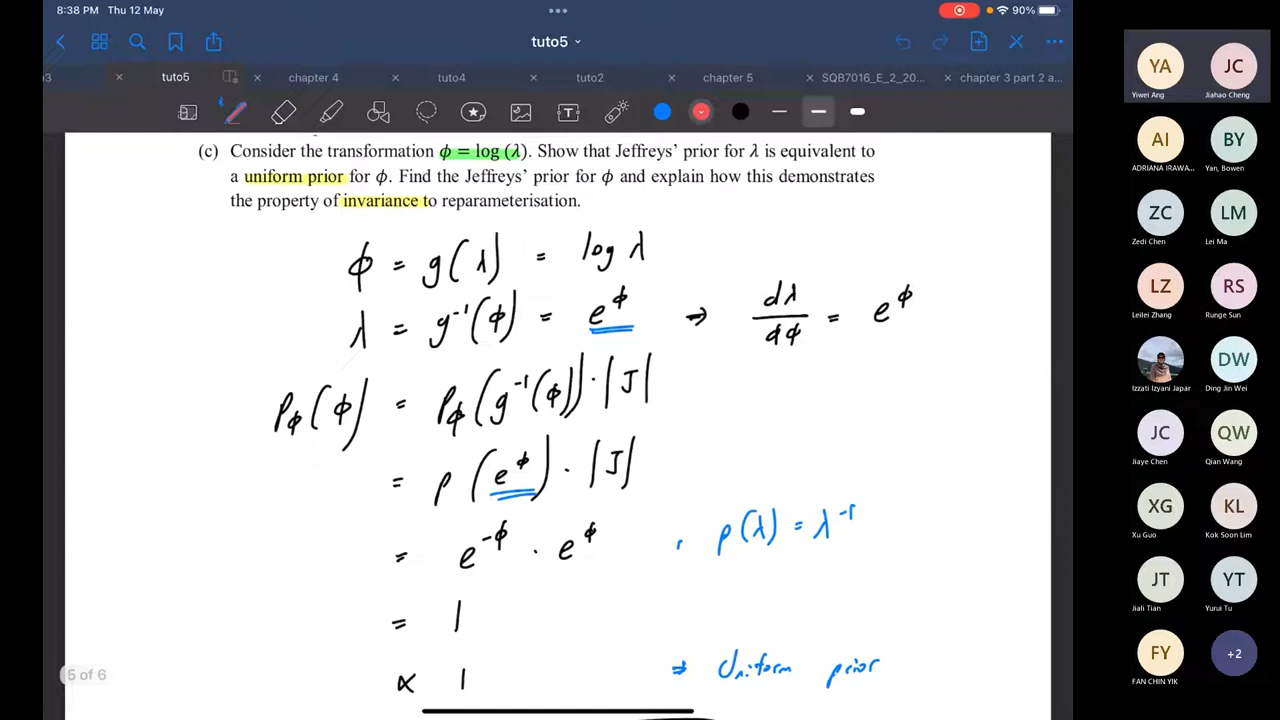 8:38 PM Thu 12 May
90%
tuto5
tuto5
chapter 4
tuto4
tuto2
chapter 5
SQB7016_E_2_20...
chapter 3 part 2 a...
(c) Consider the transformation ϕ = log (λ). Show that Jeffreys' prior for λ is equivalent to
a uniform prior for ϕ. Find the Jeffreys' prior for ϕ and explain how this demonstrates
the property of invariance to reparameterisation.
ϕ = g(λ) = log λ
λ = g⁻¹(ϕ) = e^ϕ → dλ/dϕ = e^ϕ
P_ϕ(ϕ) = P_ϕ(g⁻¹(ϕ)) · |J|
= p(e^ϕ) · |J|
= e^-ϕ · e^ϕ , p(λ) = λ⁻¹
= 1
∝ 1 ⇒ Uniform prior
5 of 6
YA
Yiwei Ang
JC
Jiahao Cheng
AI
ADRIANA IRAWA...
BY
Yan, Bowen
ZC
Zedi Chen
LM
Lei Ma
LZ
Leilei Zhang
RS
Runge Sun
Izzati Izyani Japar
DW
Ding Jin Wei
JC
Jiaye Chen
QW
Qian Wang
XG
Xu Guo
KL
Kok Soon Lim
JT
Jiali Tian
YT
Yurui Tu
FY
FAN CHIN YIK
+2